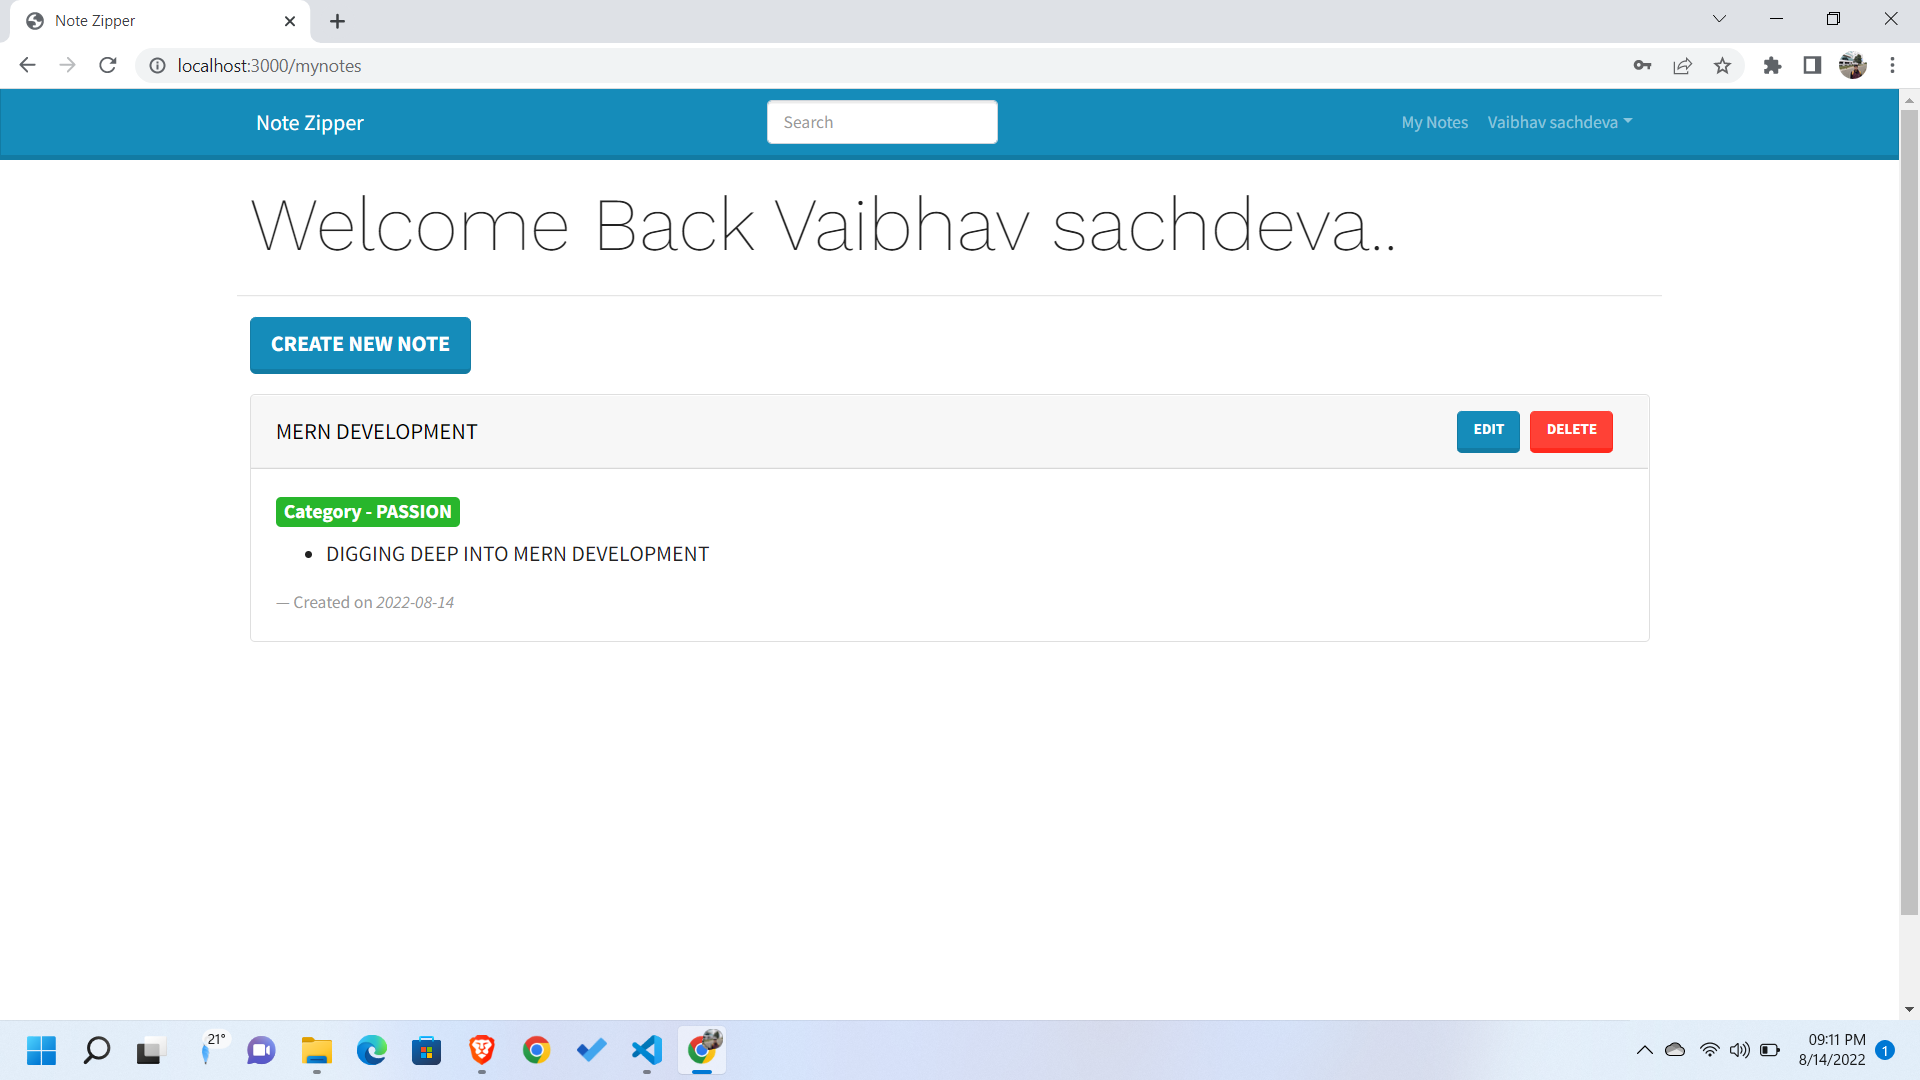 Note Zipper
localhost:3000/mynotes
Note Zipper
Search
My Notes
Vaibhav sachdeva
Welcome Back Vaibhav sachdeva..
CREATE NEW NOTE
MERN DEVELOPMENT
EDIT
DELETE
Category - PASSION
• DIGGING DEEP INTO MERN DEVELOPMENT
— Created on 2022-08-14
21°
09:11 PM
8/14/2022
1